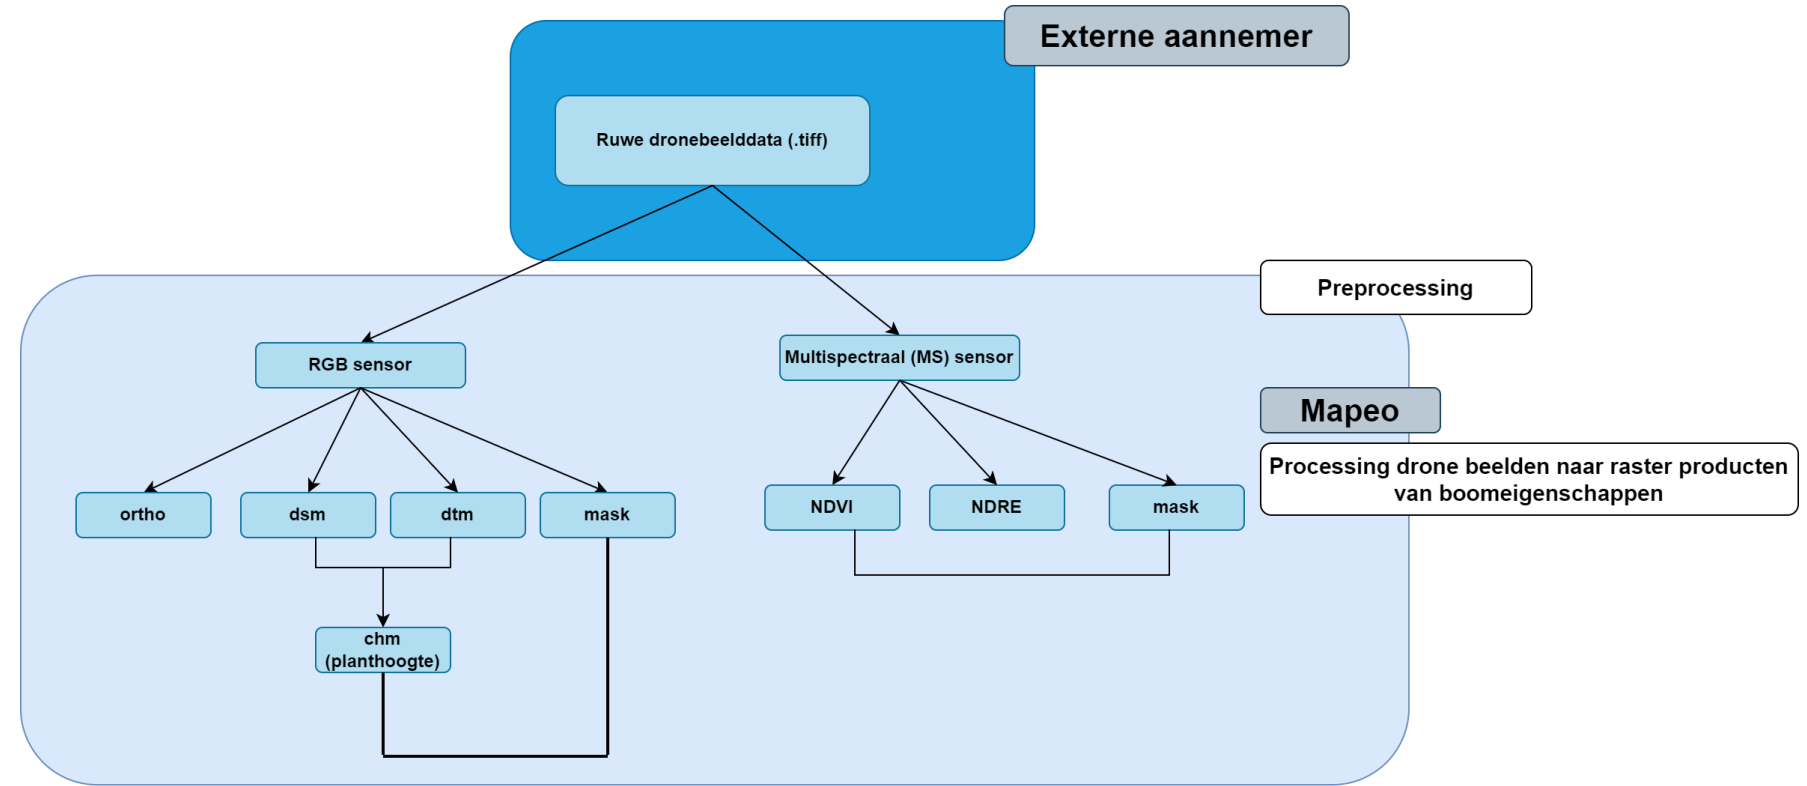 Externe aannemer
Ruwe dronebeelddata (.tiff)
Preprocessing
RGB sensor
Multispectraal (MS) sensor
Mapeo
Processing drone beelden naar raster producten
van boomeigenschappen
ortho
dsm
dtm
mask
NDVI
NDRE
mask
chm
(planthoogte)